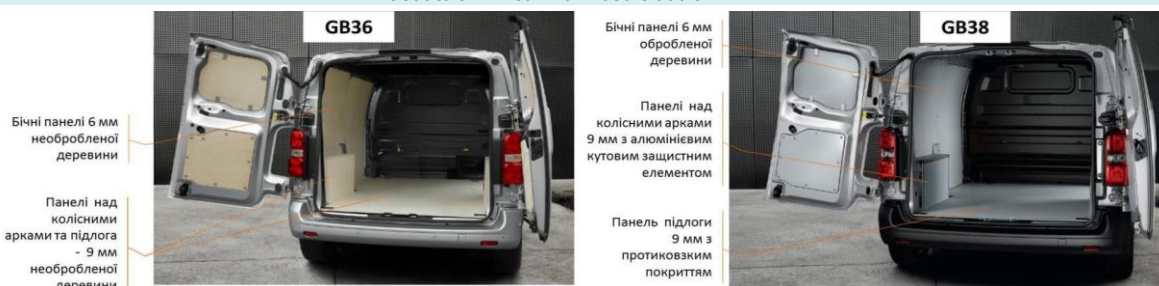 GB36
Бічні панелі 6 мм
необробленої
деревини
Панелі над
колісними
арками та підлога
- 9 мм
необробленої
деревини
GB38
Бічні панелі 6 мм
обробленої
деревини
Панелі над
колісними арками
9 мм з алюмінієвим
кутовим защистним
елементом
Панель підлоги
9 мм з
протиковзким
покриттям